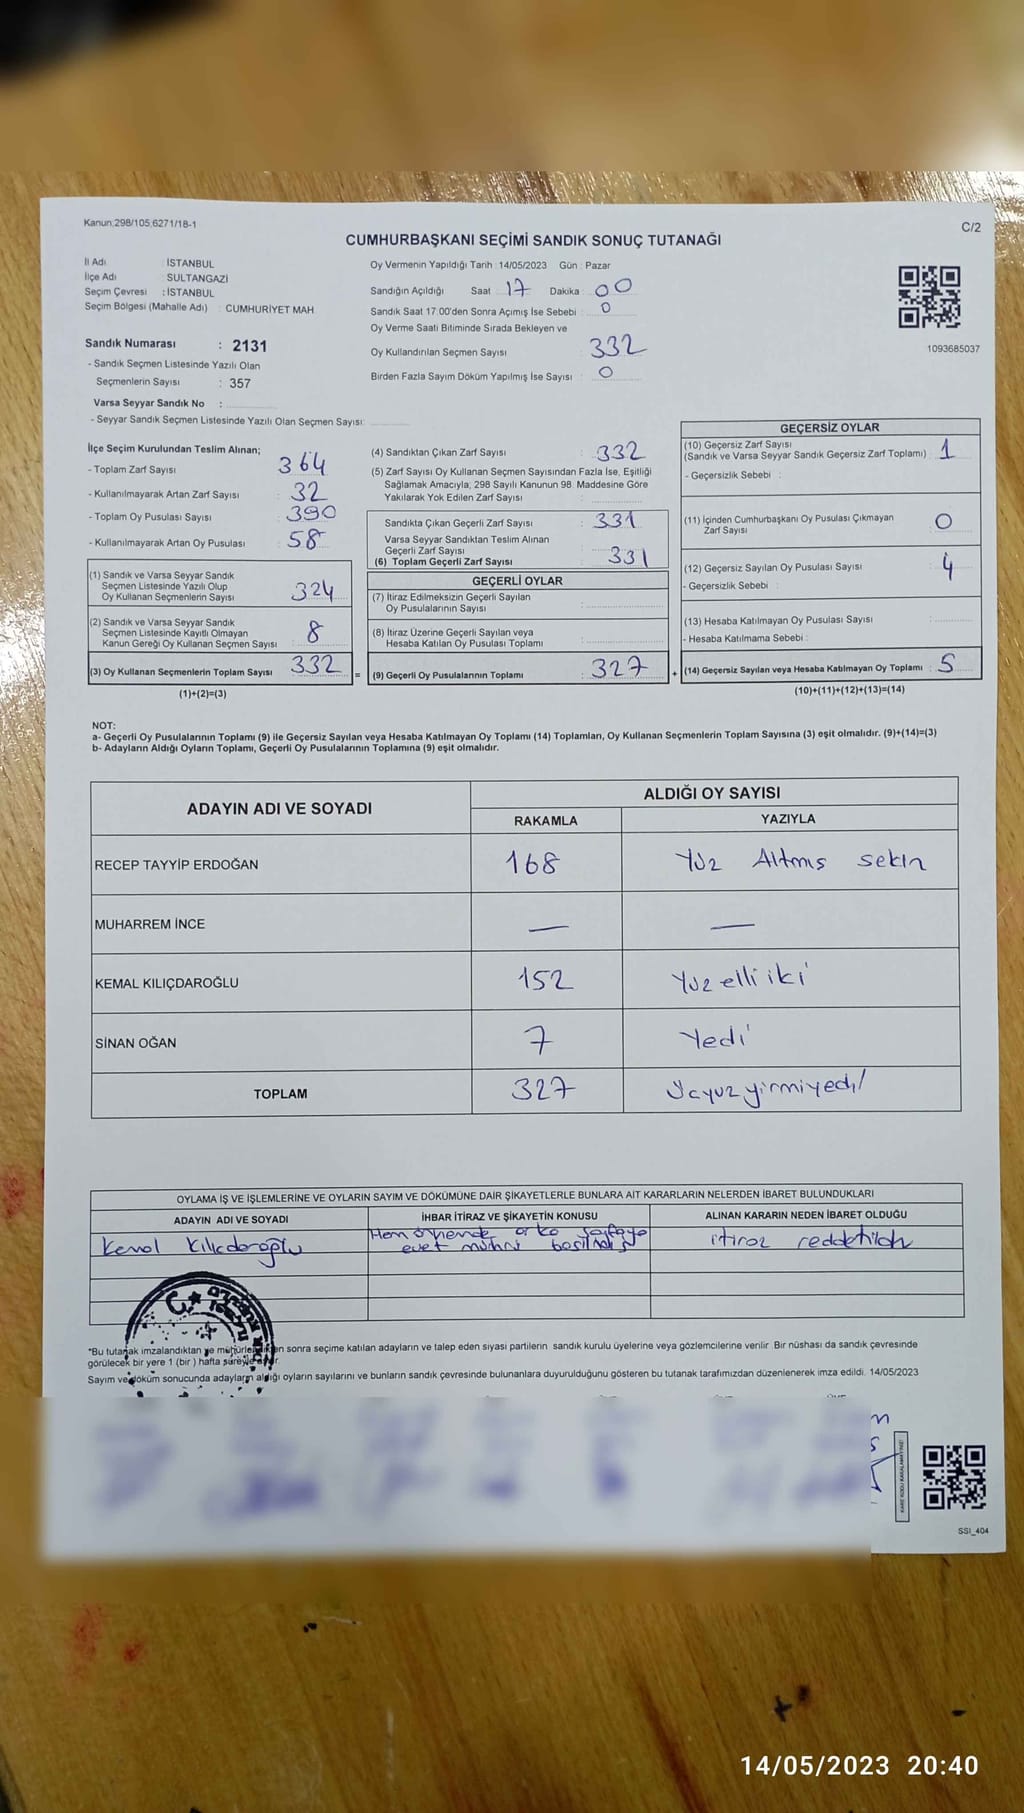 Kanun:298/105,6271/18-1
C/2
CUMHURBAŞKANI SEÇİMİ SANDIK SONUÇ TUTANAĞI
İl Adı : İSTANBUL
İlçe Adı : SULTANGAZİ
Seçim Çevresi : İSTANBUL
Seçim Bölgesi (Mahalle Adı) : CUMHURİYET MAH
Sandık Numarası : 2131
- Sandık Seçmen Listesinde Yazılı Olan
Seçmenlerin Sayısı : 357
Varsa Seyyar Sandık No :
- Seyyar Sandık Seçmen Listesinde Yazılı Olan Seçmen Sayısı:
Oy Vermenin Yapıldığı Tarih : 14/05/2023 Gün : Pazar
Sandığın Açıldığı Saat 17 Dakika 00
Sandık Saat 17.00'den Sonra Açımış İse Sebebi : 0
Oy Verme Saati Bitiminde Sırada Bekleyen ve
Oy Kullandırılan Seçmen Sayısı : 332
Birden Fazla Sayım Döküm Yapılmış İse Sayısı : 0
1093685037
İlçe Seçim Kurulundan Teslim Alınan;
- Toplam Zarf Sayısı : 364
- Kullanılmayarak Artan Zarf Sayısı : 32
- Toplam Oy Pusulası Sayısı : 390
- Kullanılmayarak Artan Oy Pusulası : 58
(1) Sandık ve Varsa Seyyar Sandık
Seçmen Listesinde Yazılı Olup
Oy Kullanan Seçmenlerin Sayısı : 324
(2) Sandık ve Varsa Seyyar Sandık
Seçmen Listesinde Kayıtlı Olmayan
Kanun Gereği Oy Kullanan Seçmen Sayısı : 8
(3) Oy Kullanan Seçmenlerin Toplam Sayısı : 332
(1)+(2)=(3)
=
(4) Sandıktan Çıkan Zarf Sayısı : 332
(5) Zarf Sayısı Oy Kullanan Seçmen Sayısından Fazla İse, Eşitliği
Sağlamak Amacıyla, 298 Sayılı Kanunun 98. Maddesine Göre
Yakılarak Yok Edilen Zarf Sayısı :
Sandıkta Çıkan Geçerli Zarf Sayısı : 331
Varsa Seyyar Sandıktan Teslim Alınan
Geçerli Zarf Sayısı :
(6) Toplam Geçerli Zarf Sayısı : 331
GEÇERLİ OYLAR
(7) İtiraz Edilmeksizin Geçerli Sayılan
Oy Pusulalarının Sayısı :
(8) İtiraz Üzerine Geçerli Sayılan veya
Hesaba Katılan Oy Pusulası Toplamı :
(9) Geçerli Oy Pusulalarının Toplamı : 327
+
GEÇERSİZ OYLAR
(10) Geçersiz Zarf Sayısı
(Sandık ve Varsa Seyyar Sandık Geçersiz Zarf Toplamı) : 1
- Geçersizlik Sebebi :
(11) İçinden Cumhurbaşkanı Oy Pusulası Çıkmayan
Zarf Sayısı : 0
(12) Geçersiz Sayılan Oy Pusulası Sayısı : 4
- Geçersizlik Sebebi :
(13) Hesaba Katılmayan Oy Pusulası Sayısı :
- Hesaba Katılmama Sebebi :
(14) Geçersiz Sayılan veya Hesaba Katılmayan Oy Toplamı : 5
(10)+(11)+(12)+(13)=(14)
NOT:
a- Geçerli Oy Pusulalarının Toplamı (9) ile Geçersiz Sayılan veya Hesaba Katılmayan Oy Toplamı (14) Toplamları, Oy Kullanan Seçmenlerin Toplam Sayısına (3) eşit olmalıdır. (9)+(14)=(3)
b- Adayların Aldığı Oyların Toplamı, Geçerli Oy Pusulalarının Toplamına (9) eşit olmalıdır.
ADAYIN ADI VE SOYADI
ALDIĞI OY SAYISI
RAKAMLA YAZIYLA
RECEP TAYYİP ERDOĞAN 168 Yüz Altmış sekin
MUHARREM İNCE — —
KEMAL KILIÇDAROĞLU 152 Yüz elli iki
SİNAN OĞAN 7 Yedi
TOPLAM 327 Üçyüz yirmiyedi
OYLAMA İŞ VE İŞLEMLERİNE VE OYLARIN SAYIM VE DÖKÜMÜNE DAİR ŞİKAYETLERLE BUNLARA AİT KARARLARIN NELERDEN İBARET BULUNDUKLARI
ADAYIN ADI VE SOYADI İHBAR İTİRAZ VE ŞİKAYETİN KONUSU ALINAN KARARIN NEDEN İBARET OLDUĞU
Kemal Kılıçdaroğlu Hem önende arka sayfaya itiraz reddetildi
evet mührü basılmış
*Bu tutanak imzalandıktan ve mühürlendikten sonra seçime katılan adayların ve talep eden siyasi partilerin sandık kurulu üyelerine veya gözlemcilerine verilir. Bir nüshası da sandık çevresinde
görülecek bir yere 1 (bir ) hafta süreyle asılır.
Sayım ve döküm sonucunda adayların aldığı oyların sayılarını ve bunların sandık çevresinde bulunanlara duyurulduğunu gösteren bu tutanak tarafımızdan düzenlenerek imza edildi. 14/05/2023
KARE KODU KARALAMAYINIZ!
SSI_404
14/05/2023 20:40